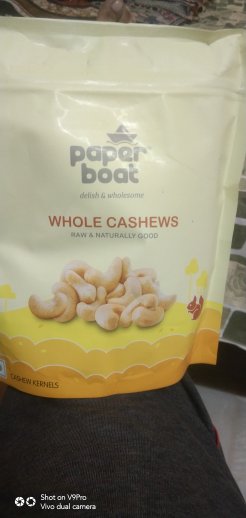 paper
boat
delish & wholesome
WHOLE CASHEWS
RAW & NATURALLY GOOD
CASHEW KERNELS
Shot on V9Pro
Vivo dual camera